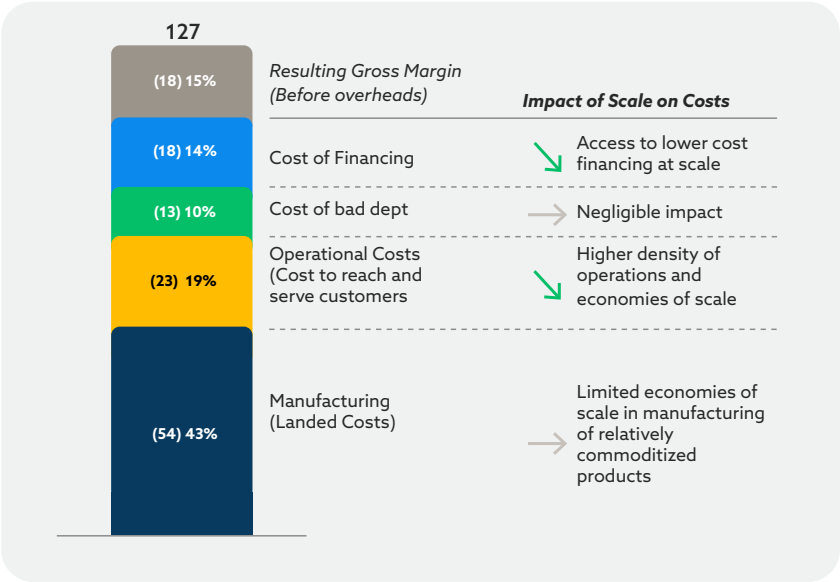 127
(18) 15%
Resulting Gross Margin
(Before overheads)
Impact of Scale on Costs
(18) 14%
Cost of Financing
Access to lower cost
financing at scale
(13) 10%
Cost of bad dept
Negligible impact
(23) 19%
Operational Costs
(Cost to reach and
serve customers
Higher density of
operations and
economies of scale
(54) 43%
Manufacturing
(Landed Costs)
Limited economies of
scale in manufacturing
of relatively
commoditized
products